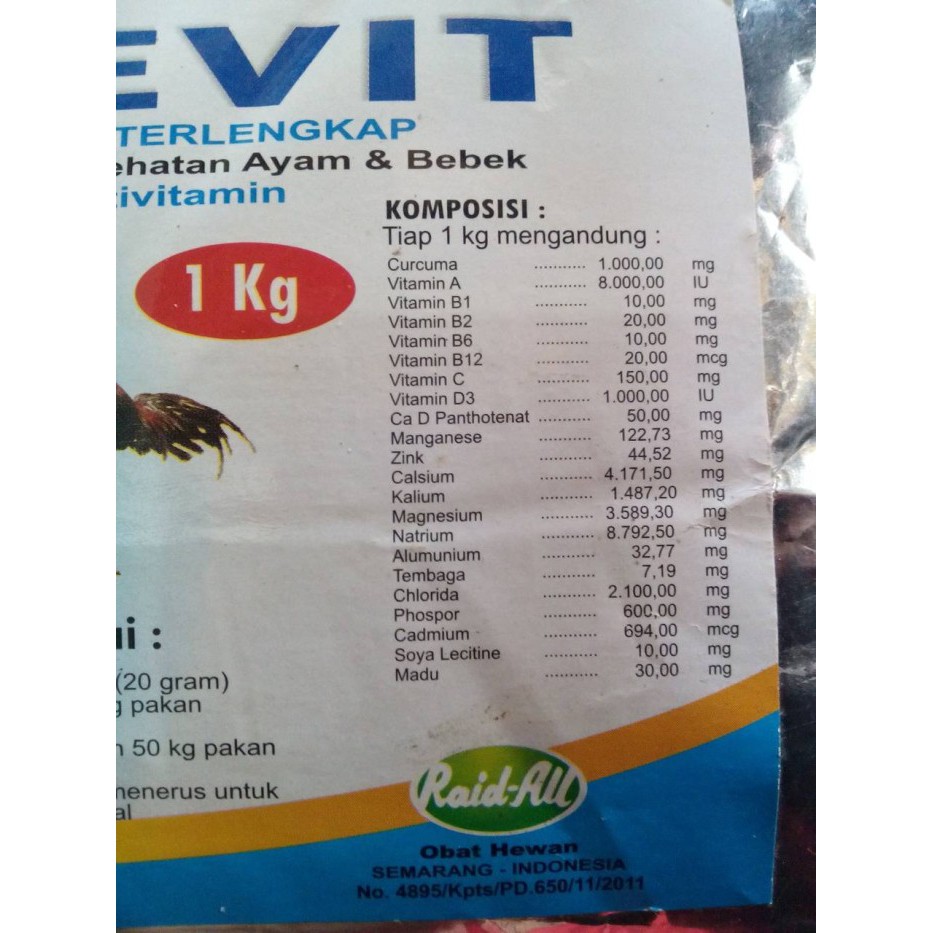 EVIT
TERLENGKAP
ehatan Ayam & Bebek
ivitamin
1 Kg
KOMPOSISI :
Tiap 1 kg mengandung :
Curcuma ........... 1.000,00 mg
Vitamin A ........... 8.000,00 IU
Vitamin B1 ........... 10,00 mg
Vitamin B2 ........... 20,00 mg
Vitamin B6 ........... 10,00 mg
Vitamin B12 ........... 20,00 mcg
Vitamin C ........... 150,00 mg
Vitamin D3 ........... 1.000,00 IU
Ca D Panthotenat ........... 50,00 mg
Manganese ........... 122,73 mg
Zink ........... 44,52 mg
Calsium ........... 4.171,50 mg
Kalium ........... 1.487,20 mg
Magnesium ........... 3.589,30 mg
Natrium ........... 8.792,50 mg
Alumunium ........... 32,77 mg
Tembaga ........... 7,19 mg
Chlorida ........... 2.100,00 mg
Phospor ........... 600,00 mg
Cadmium ........... 694,00 mcg
Soya Lecitine ........... 10,00 mg
Madu ........... 30,00 mg
ai :
(20 gram)
g pakan
n 50 kg pakan
menerus untuk
al
Raid-All
Obat Hewan
SEMARANG - INDONESIA
No. 4895/Kpts/PD.650/11/2011